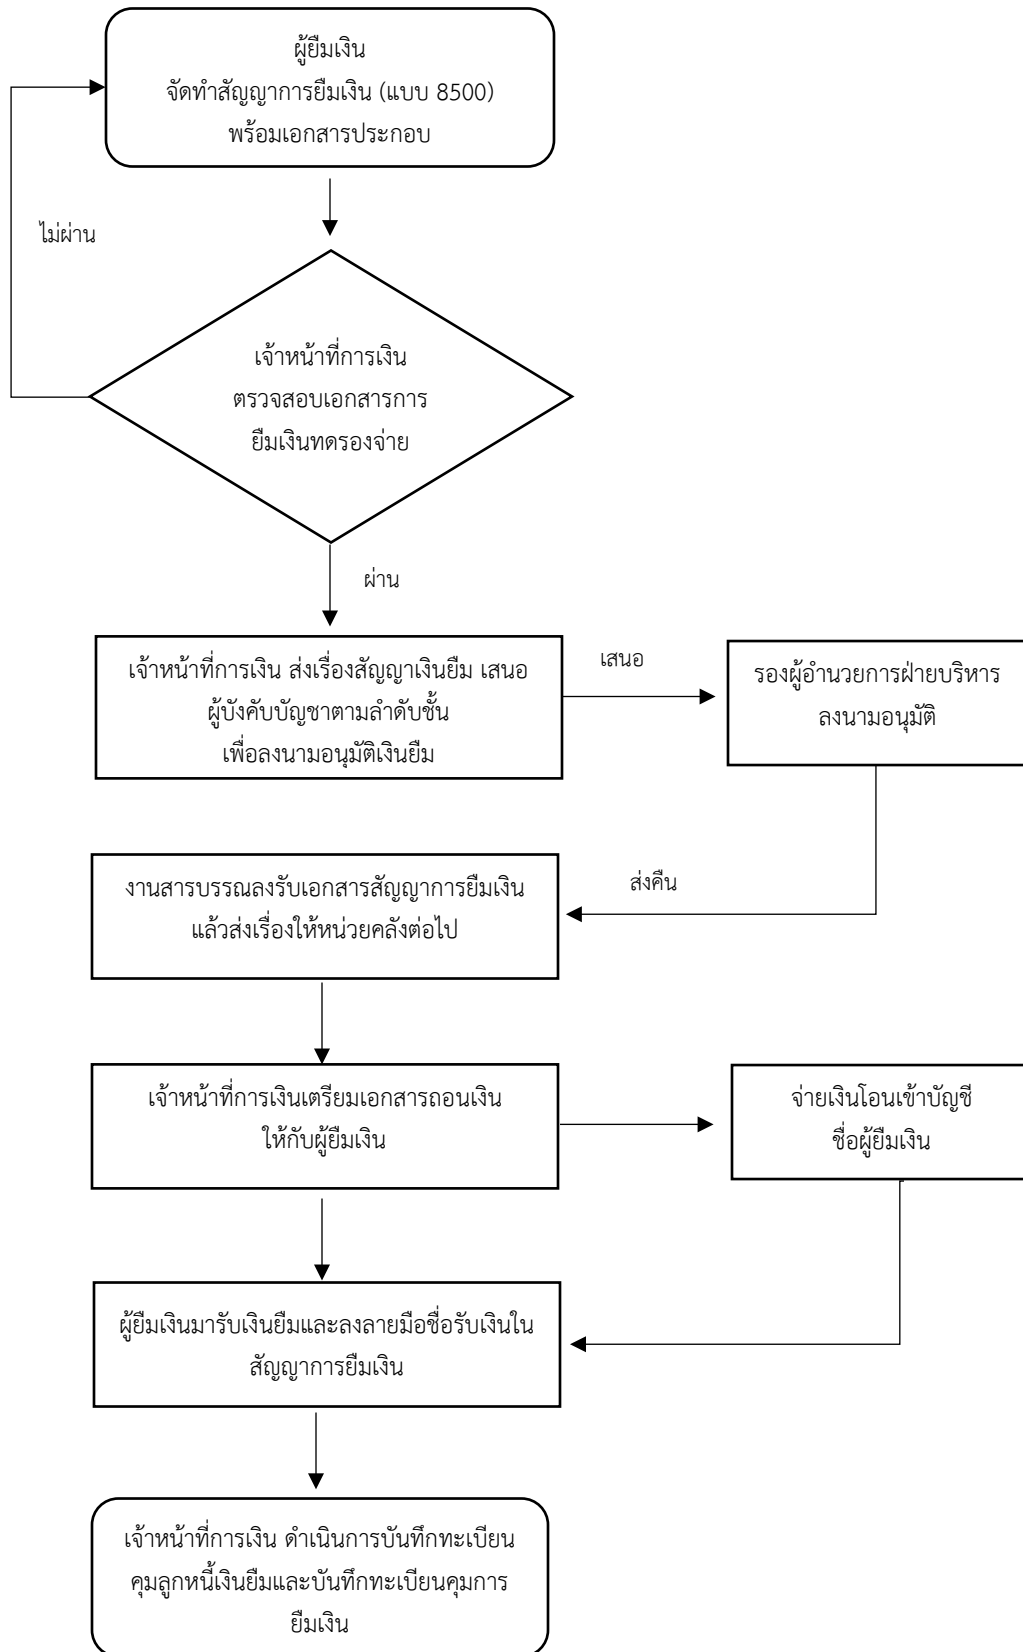 ผู้ยืมเงิน
จัดทำสัญญาการยืมเงิน (แบบ 8500)
พร้อมเอกสารประกอบ
ไม่ผ่าน
เจ้าหน้าที่การเงิน
ตรวจสอบเอกสารการ
ยืมเงินทดรองจ่าย
ผ่าน
เจ้าหน้าที่การเงิน ส่งเรื่องสัญญาเงินยืม เสนอ
ผู้บังคับบัญชาตามลำดับชั้น
เพื่อลงนามอนุมัติเงินยืม
เสนอ
รองผู้อำนวยการฝ่ายบริหาร
ลงนามอนุมัติ
ส่งคืน
งานสารบรรณลงรับเอกสารสัญญาการยืมเงิน
แล้วส่งเรื่องให้หน่วยคลังต่อไป
เจ้าหน้าที่การเงินเตรียมเอกสารถอนเงิน
ให้กับผู้ยืมเงิน
จ่ายเงินโอนเข้าบัญชี
ชื่อผู้ยืมเงิน
ผู้ยืมเงินมารับเงินยืมและลงลายมือชื่อรับเงินใน
สัญญาการยืมเงิน
เจ้าหน้าที่การเงิน ดำเนินการบันทึกทะเบียน
คุมลูกหนี้เงินยืมและบันทึกทะเบียนคุมการ
ยืมเงิน